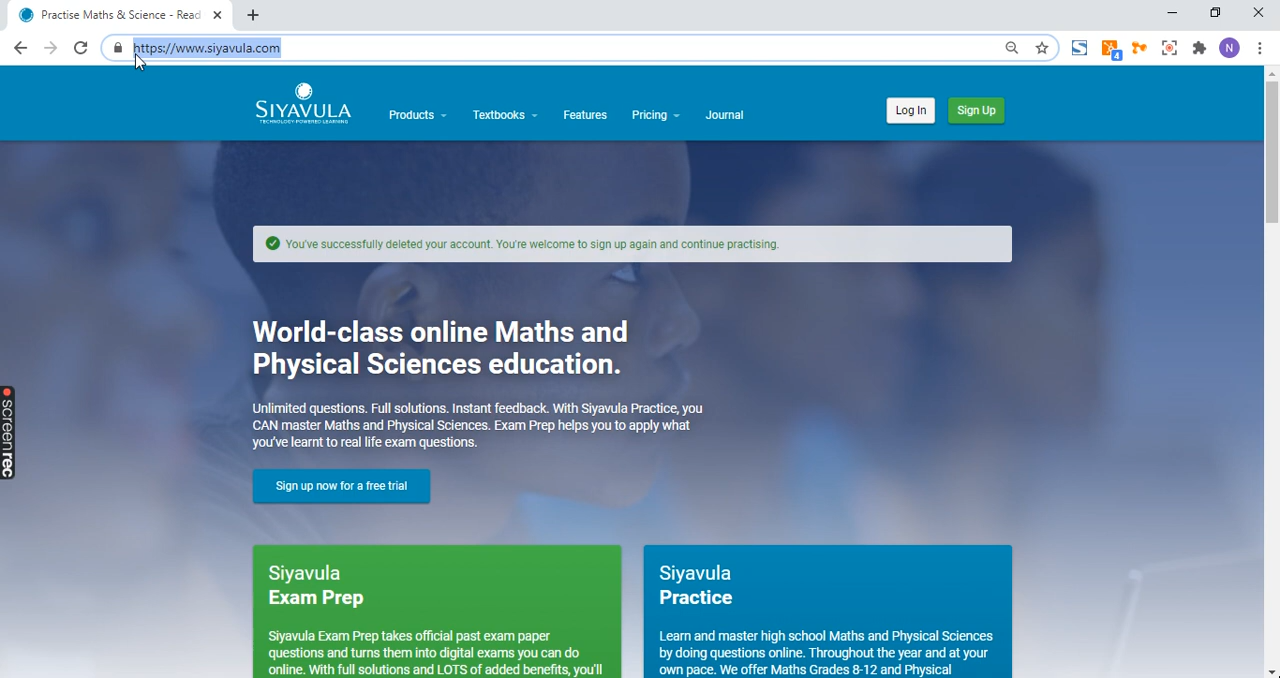 Practise Maths & Science - Read
https://www.siyavula.com
4
N
SIYAVULA
TECHNOLOGY-POWERED LEARNING
Products
Textbooks
Features
Pricing
Journal
Log In
Sign Up
You've successfully deleted your account. You're welcome to sign up again and continue practising.
World-class online Maths and
Physical Sciences education.
Unlimited questions. Full solutions. Instant feedback. With Siyavula Practice, you
CAN master Maths and Physical Sciences. Exam Prep helps you to apply what
you've learnt to real life exam questions.
Sign up now for a free trial
screenrec
Siyavula
Exam Prep
Siyavula Exam Prep takes official past exam paper
questions and turns them into digital exams you can do
online. With full solutions and LOTS of added benefits, you'll
Siyavula
Practice
Learn and master high school Maths and Physical Sciences
by doing questions online. Throughout the year and at your
own pace. We offer Maths Grades 8-12 and Physical